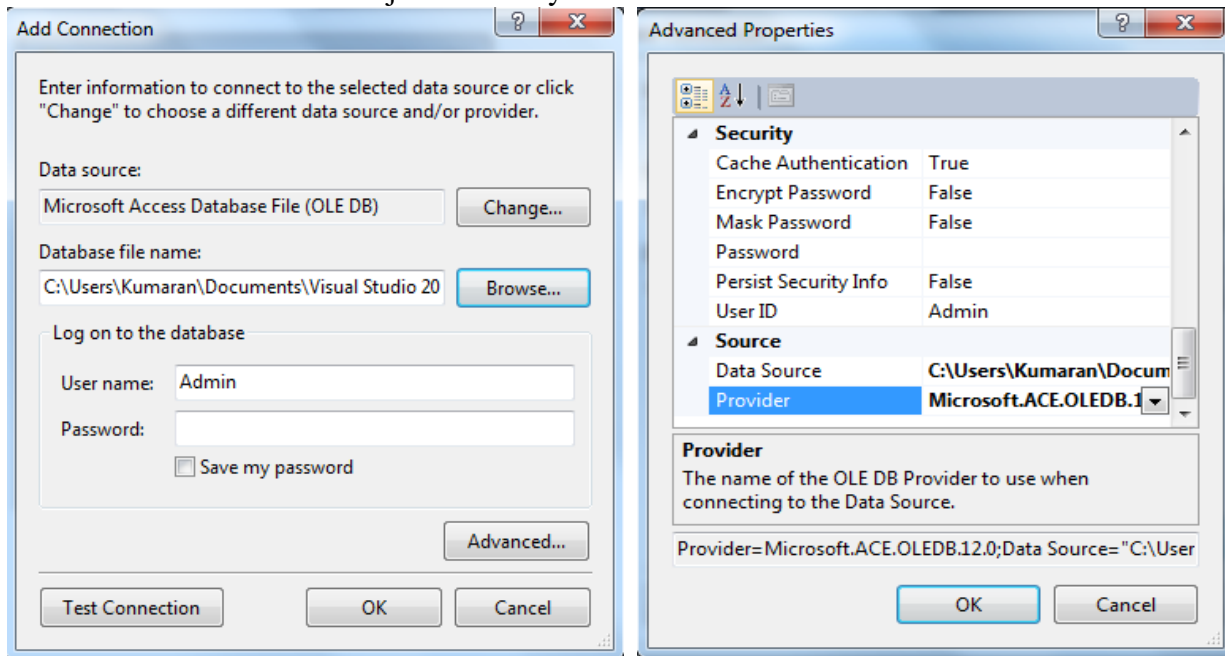 Add Connection
Enter information to connect to the selected data source or click
"Change" to choose a different data source and/or provider.
Data source:
Microsoft Access Database File (OLE DB)
Change...
Database file name:
C:\Users\Kumaran\Documents\Visual Studio 20
Browse...
Log on to the database
User name:
Admin
Password:
Save my password
Advanced...
Test Connection
OK
Cancel
Advanced Properties
Security
Cache Authentication True
Encrypt Password False
Mask Password False
Password
Persist Security Info False
User ID Admin
Source
Data Source C:\Users\Kumaran\Docum
Provider Microsoft.ACE.OLEDB.1
Provider
The name of the OLE DB Provider to use when
connecting to the Data Source.
Provider=Microsoft.ACE.OLEDB.12.0;Data Source="C:\User
OK
Cancel